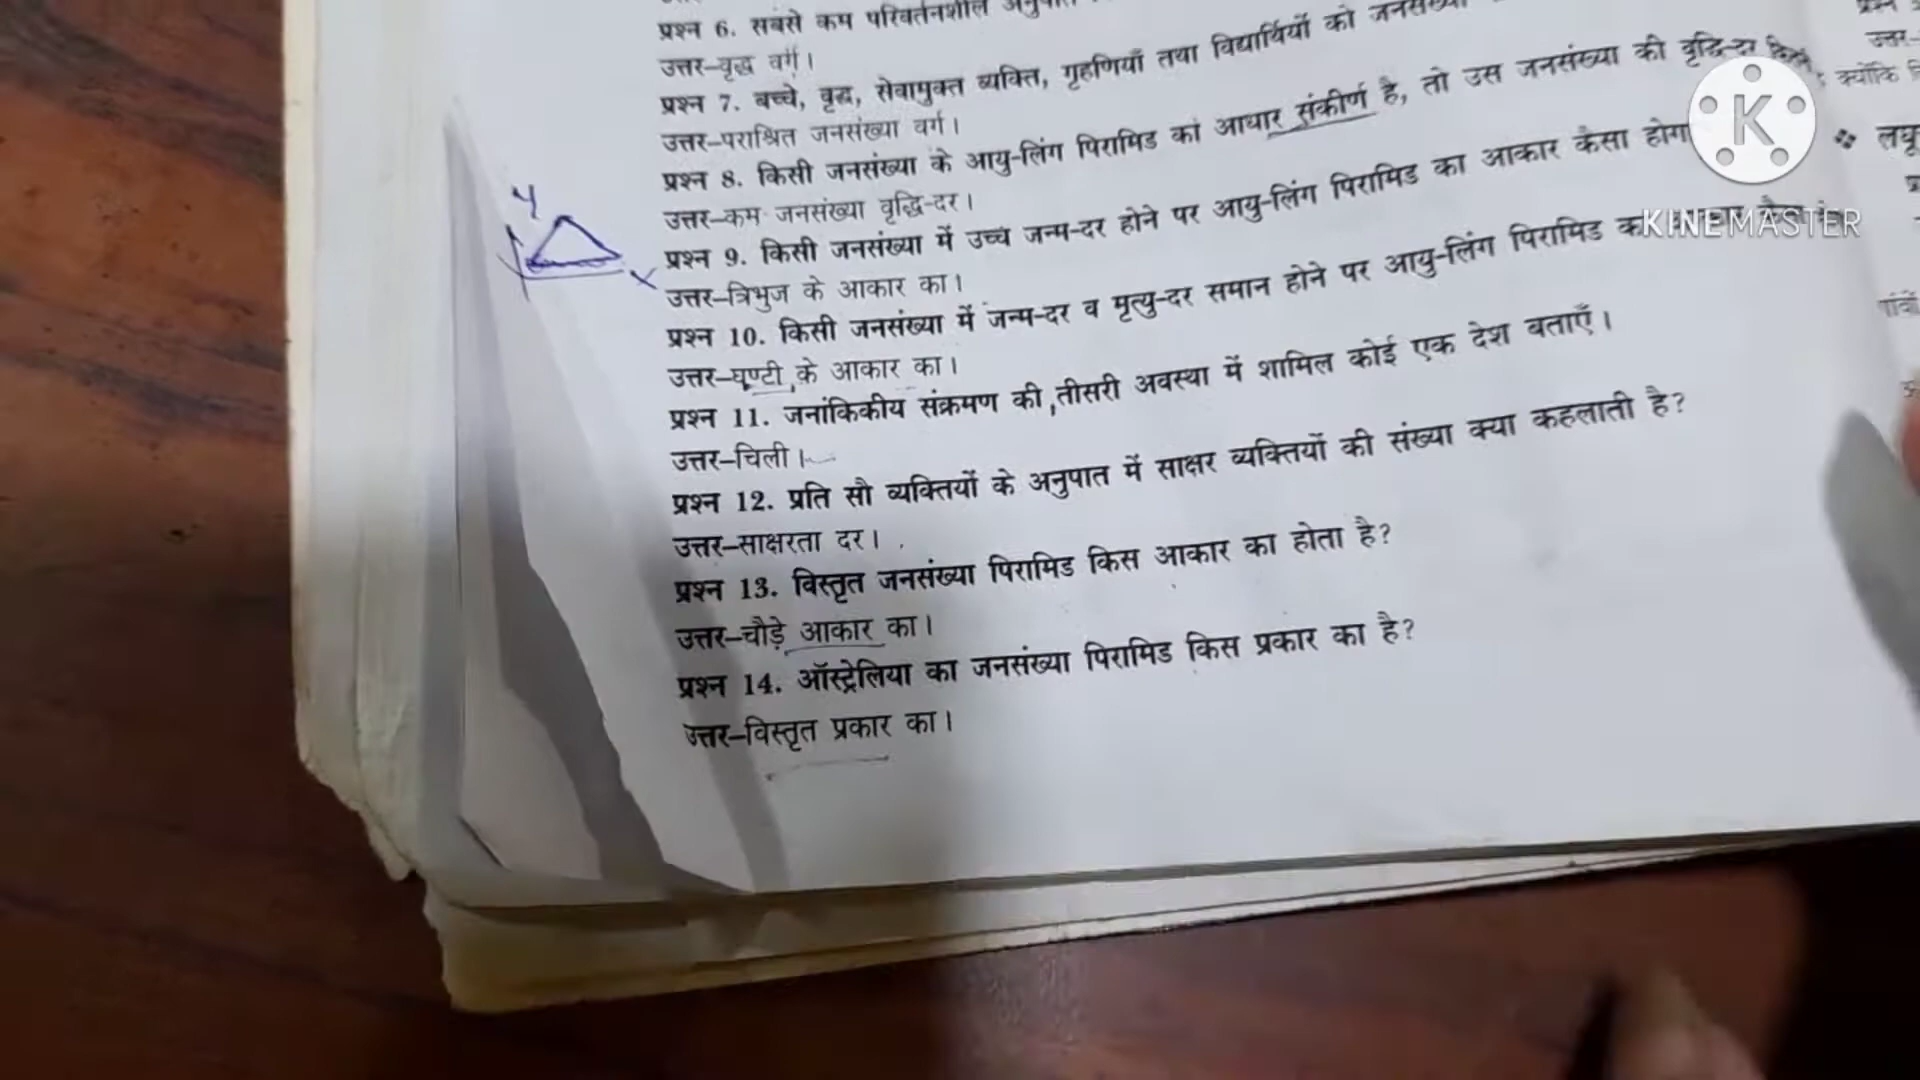 प्रश्न 6. सबसे कम परिवर्तनशील अनुपात
उत्तर–वृद्ध वर्ग।
प्रश्न 7. बच्चे, वृद्ध, सेवामुक्त व्यक्ति, गृहणियाँ तथा विद्यार्थियों को जनसंख्या
उत्तर–पराश्रित जनसंख्या वर्ग।
प्रश्न 8. किसी जनसंख्या के आयु-लिंग पिरामिड का आधार संकीर्ण है, तो उस जनसंख्या की वृद्धि-दर
उत्तर–कम जनसंख्या वृद्धि-दर।
प्रश्न 9. किसी जनसंख्या में उच्च जन्म-दर होने पर आयु-लिंग पिरामिड का आकार कैसा होगा
उत्तर–त्रिभुज के आकार का।
प्रश्न 10. किसी जनसंख्या में जन्म-दर व मृत्यु-दर समान होने पर आयु-लिंग पिरामिड का
उत्तर–घण्टी के आकार का।
प्रश्न 11. जनांकिकीय संक्रमण की तीसरी अवस्था में शामिल कोई एक देश बताएँ।
उत्तर–चिली।
प्रश्न 12. प्रति सौ व्यक्तियों के अनुपात में साक्षर व्यक्तियों की संख्या क्या कहलाती है?
उत्तर–साक्षरता दर।
प्रश्न 13. विस्तृत जनसंख्या पिरामिड किस आकार का होता है?
उत्तर–चौड़े आकार का।
प्रश्न 14. ऑस्ट्रेलिया का जनसंख्या पिरामिड किस प्रकार का है?
उत्तर–विस्तृत प्रकार का।
y
x
K
KINEMASTER
उत्तर–
क्योंकि